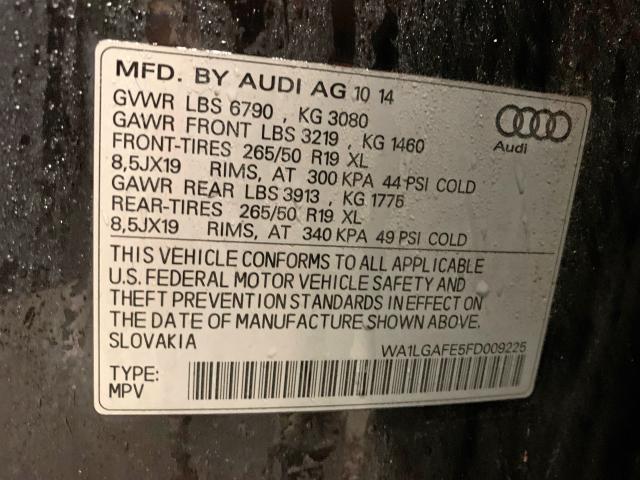 MFD. BY AUDI AG 10 14
GVWR LBS 6790 , KG 3080
GAWR FRONT LBS 3219 , KG 1460
FRONT-TIRES 265/50 R19 XL
8,5JX19 RIMS, AT 300 KPA 44 PSI COLD
GAWR REAR LBS 3913 , KG 1775
REAR-TIRES 265/50 R19 XL
8,5JX19 RIMS, AT 340 KPA 49 PSI COLD
Audi
THIS VEHICLE CONFORMS TO ALL APPLICABLE
U.S. FEDERAL MOTOR VEHICLE SAFETY AND
THEFT PREVENTION STANDARDS IN EFFECT ON
THE DATE OF MANUFACTURE SHOWN ABOVE.
SLOVAKIA WA1LGAFE5FD009225
TYPE:
MPV